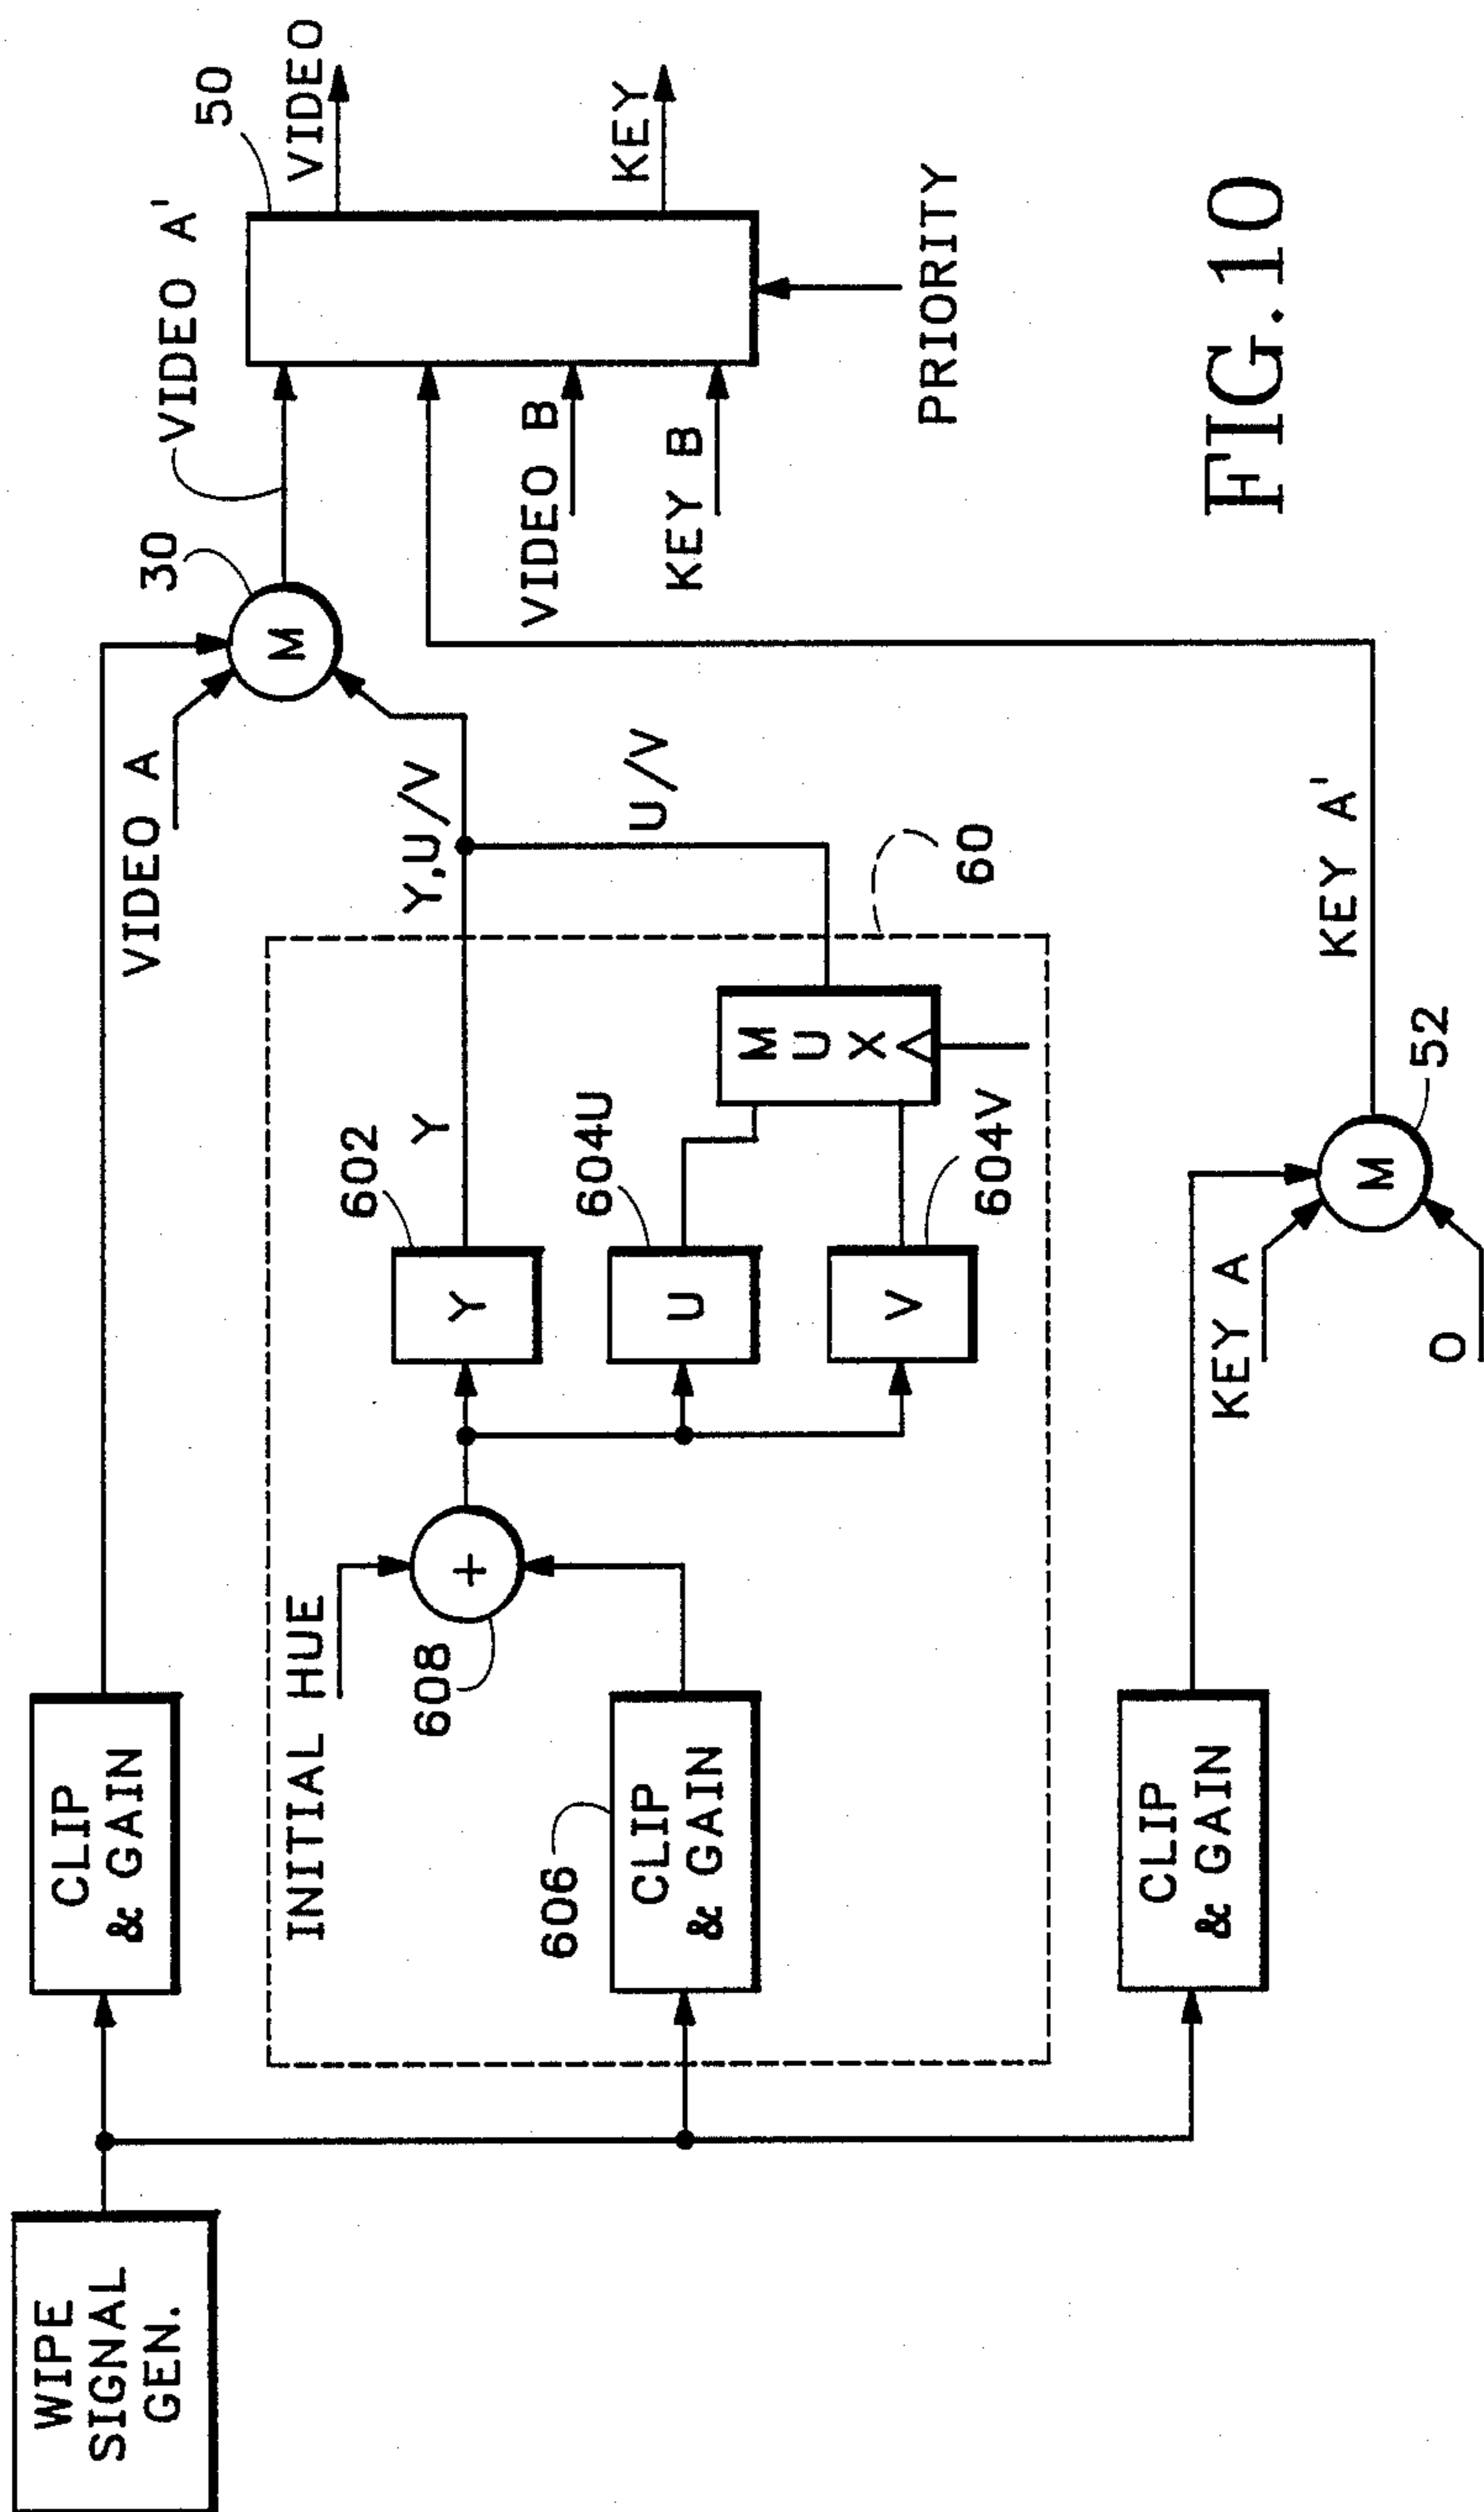 WIPE
SIGNAL
GEN.
CLIP
& GAIN
VIDEO A
M
30
VIDEO A'
50
VIDEO
KEY
VIDEO B
KEY B
PRIORITY
INITIAL HUE
608
+
606
CLIP
& GAIN
602
Y
Y
Y,U/V
604U
U
604V
V
MUX
U/V
60
CLIP
& GAIN
KEY A
0
M
52
KEY A'
FIG.10